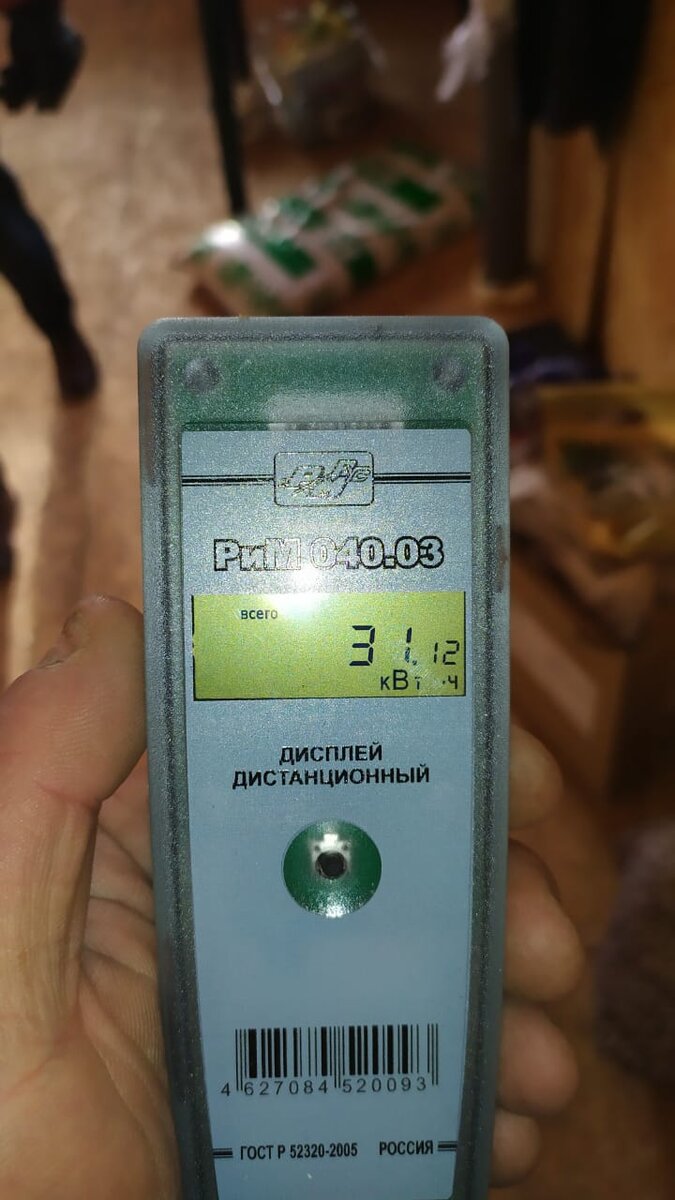 РиМ 040.03
всего
31.12
кВт·ч
ДИСПЛЕЙ
ДИСТАНЦИОННЫЙ
4 627084 520093
ГОСТ Р 52320-2005 РОССИЯ